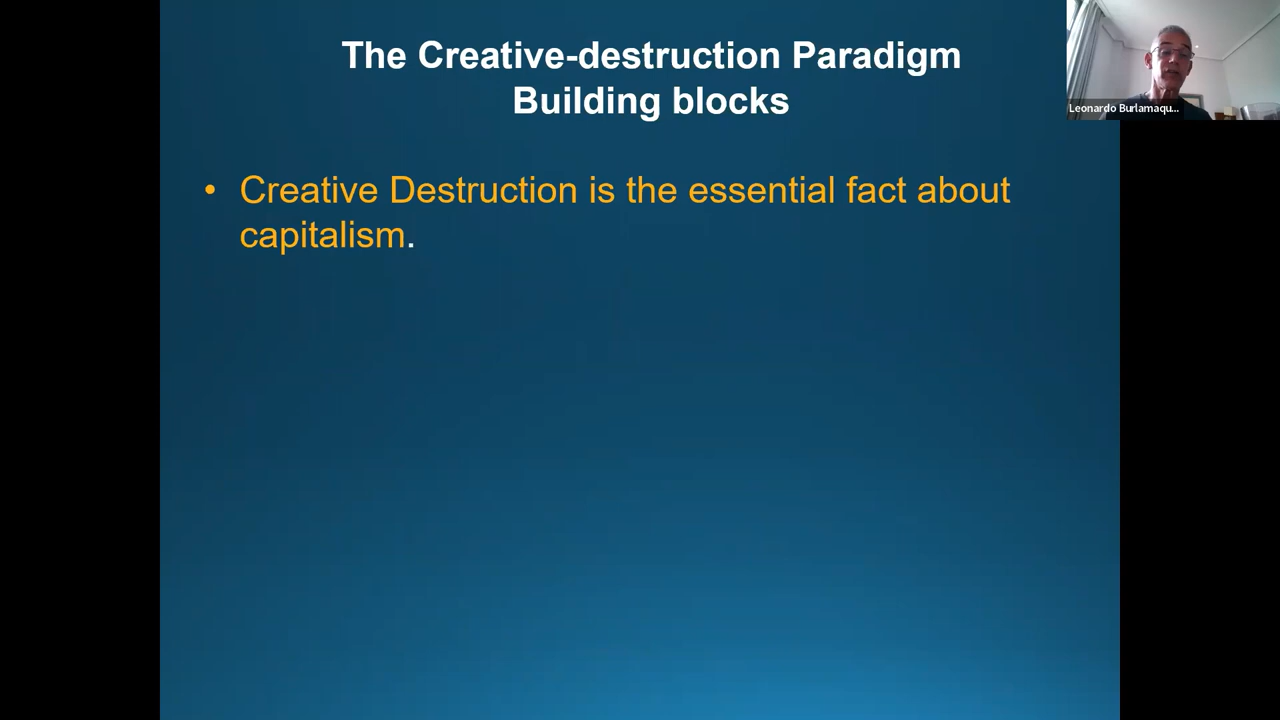 The Creative-destruction Paradigm
Building blocks
• Creative Destruction is the essential fact about
capitalism.
Leonardo Burlamaqu...